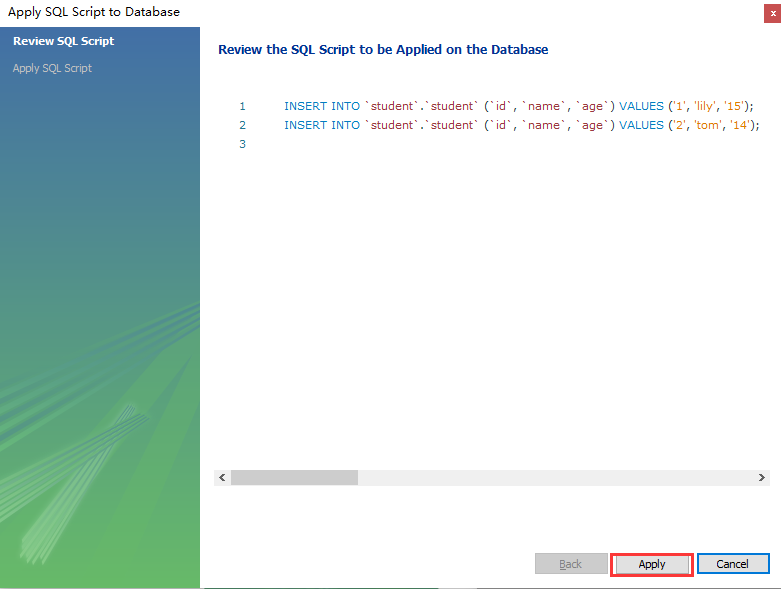 Apply SQL Script to Database
x
Review SQL Script
Apply SQL Script
Review the SQL Script to be Applied on the Database
1 INSERT INTO `student`.`student` (`id`, `name`, `age`) VALUES ('1', 'lily', '15');
2 INSERT INTO `student`.`student` (`id`, `name`, `age`) VALUES ('2', 'tom', '14');
3
Back Apply Cancel